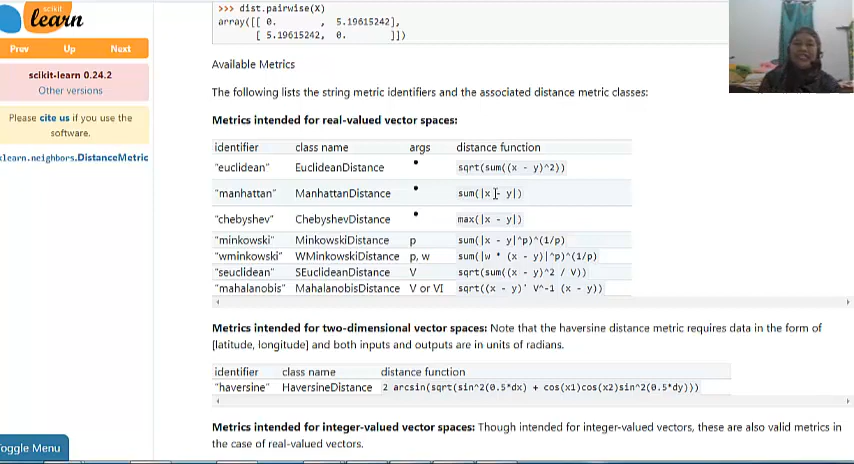 scikit
learn
Prev Up Next
scikit-learn 0.24.2
Other versions
Please cite us if you use the
software.
klearn.neighbors.DistanceMetric
Toggle Menu
>>> dist.pairwise(X)
array([[ 0. , 5.19615242],
[ 5.19615242, 0. ]])
Available Metrics
The following lists the string metric identifiers and the associated distance metric classes:
Metrics intended for real-valued vector spaces:
identifier class name args distance function
"euclidean" EuclideanDistance • sqrt(sum((x - y)^2))
"manhattan" ManhattanDistance • sum(|x - y|)
"chebyshev" ChebyshevDistance • max(|x - y|)
"minkowski" MinkowskiDistance p sum(|x - y|^p)^(1/p)
"wminkowski" WMinkowskiDistance p, w sum(|w * (x - y)|^p)^(1/p)
"seuclidean" SEuclideanDistance V sqrt(sum((x - y)^2 / V))
"mahalanobis" MahalanobisDistance V or VI sqrt((x - y)' V^-1 (x - y))
Metrics intended for two-dimensional vector spaces: Note that the haversine distance metric requires data in the form of
[latitude, longitude] and both inputs and outputs are in units of radians.
identifier class name distance function
"haversine" HaversineDistance 2 arcsin(sqrt(sin^2(0.5*dx) + cos(x1)cos(x2)sin^2(0.5*dy)))
Metrics intended for integer-valued vector spaces: Though intended for integer-valued vectors, these are also valid metrics in
the case of real-valued vectors.